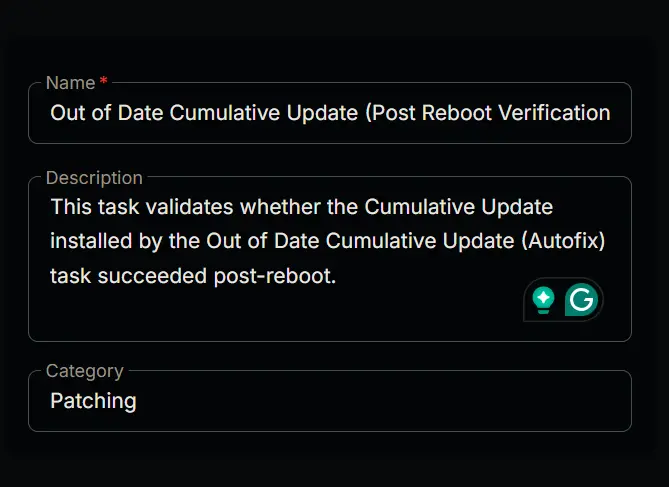 Name *
Out of Date Cumulative Update (Post Reboot Verification
Description
This task validates whether the Cumulative Update
installed by the Out of Date Cumulative Update (Autofix)
task succeeded post-reboot.
G
Category
Patching